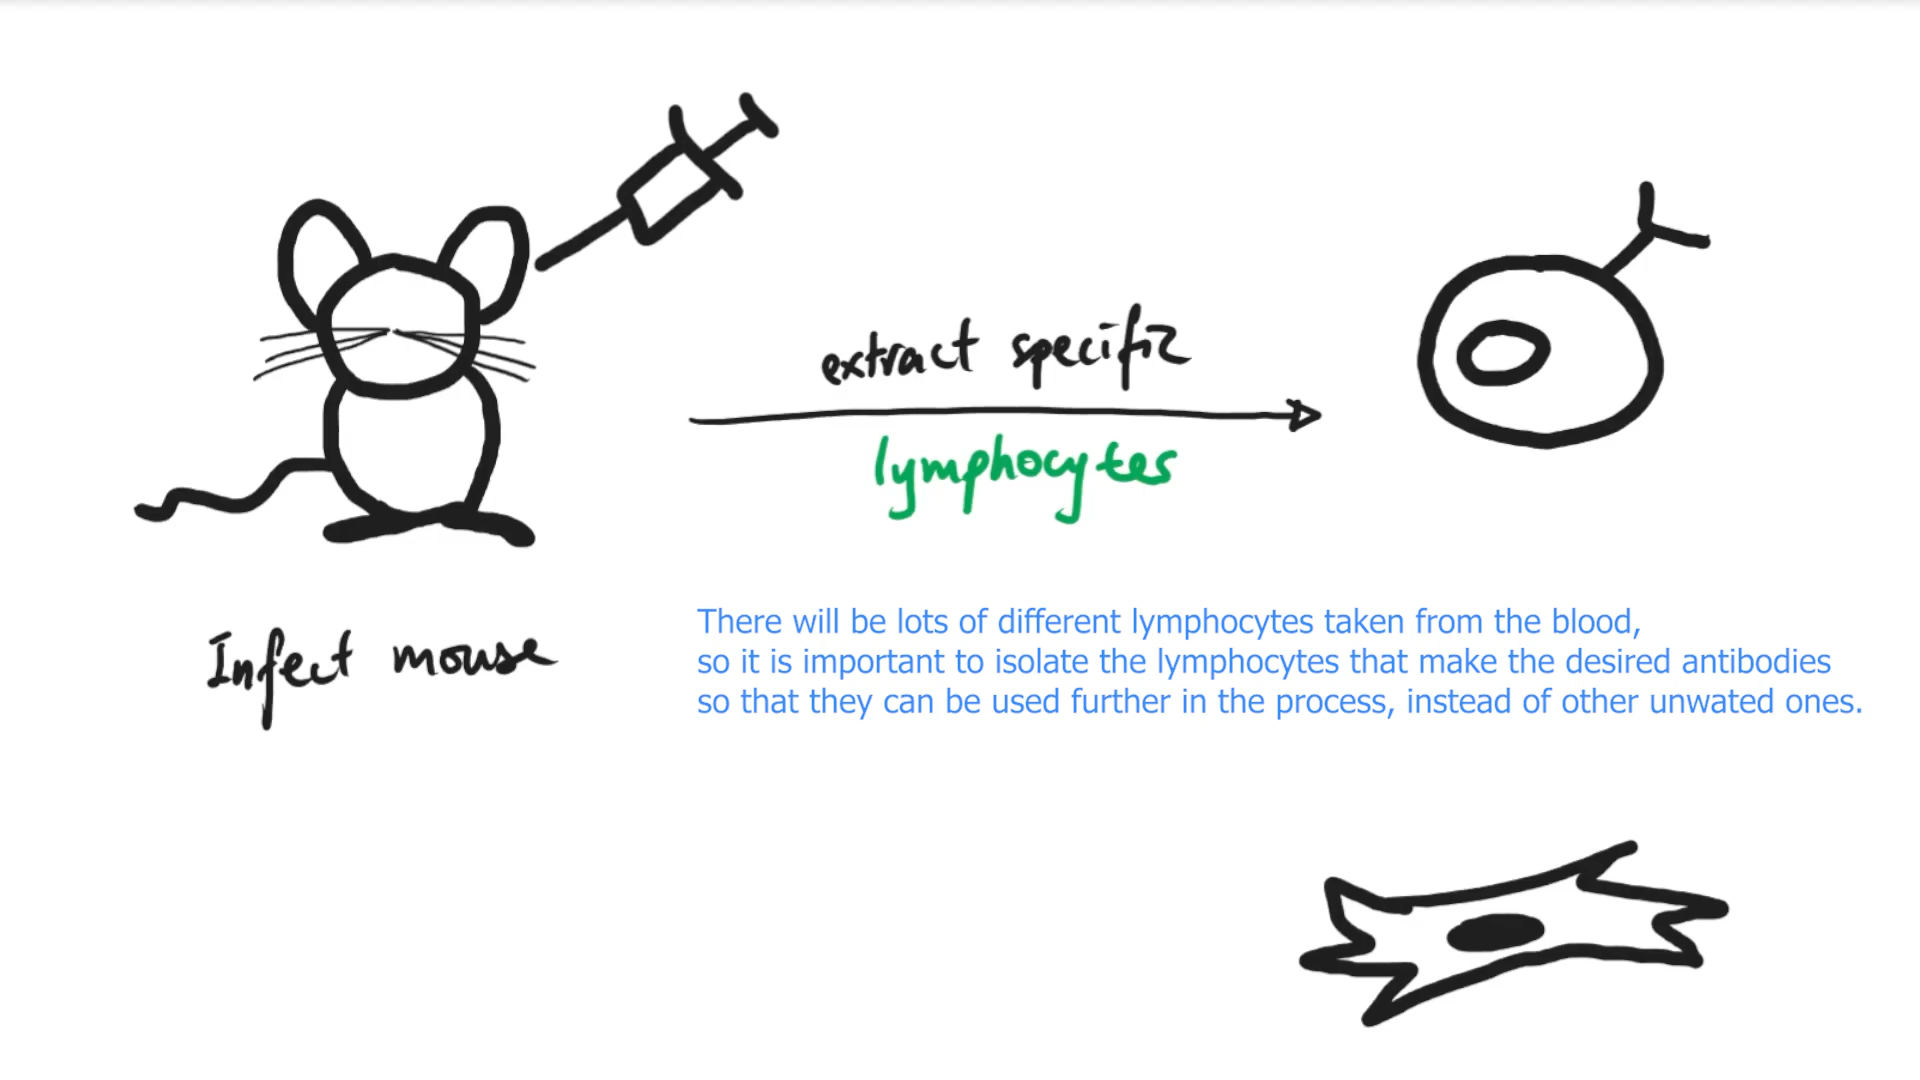 extract specific
lymphocytes
Infect mouse
There will be lots of different lymphocytes taken from the blood,
so it is important to isolate the lymphocytes that make the desired antibodies
so that they can be used further in the process, instead of other unwated ones.